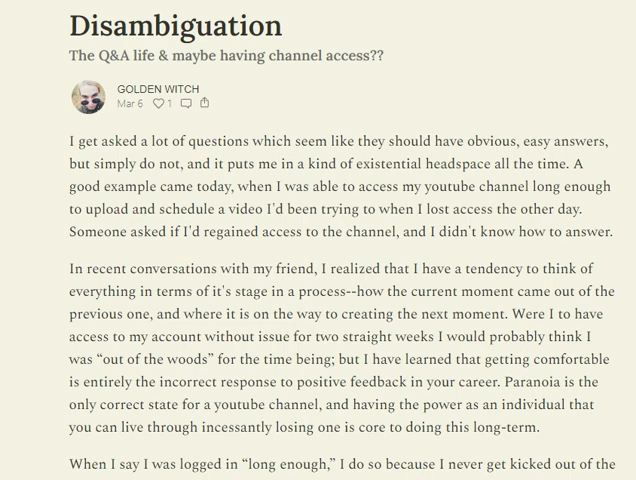 Disambiguation
The Q&A life & maybe having channel access??
GOLDEN WITCH
Mar 6 1
I get asked a lot of questions which seem like they should have obvious, easy answers,
but simply do not, and it puts me in a kind of existential headspace all the time. A
good example came today, when I was able to access my youtube channel long enough
to upload and schedule a video I'd been trying to when I lost access the other day.
Someone asked if I'd regained access to the channel, and I didn't know how to answer.
In recent conversations with my friend, I realized that I have a tendency to think of
everything in terms of it's stage in a process--how the current moment came out of the
previous one, and where it is on the way to creating the next moment. Were I to have
access to my account without issue for two straight weeks I would probably think I
was “out of the woods” for the time being; but I have learned that getting comfortable
is entirely the incorrect response to positive feedback in your career. Paranoia is the
only correct state for a youtube channel, and having the power as an individual that
you can live through incessantly losing one is core to doing this long-term.
When I say I was logged in “long enough,” I do so because I never get kicked out of the